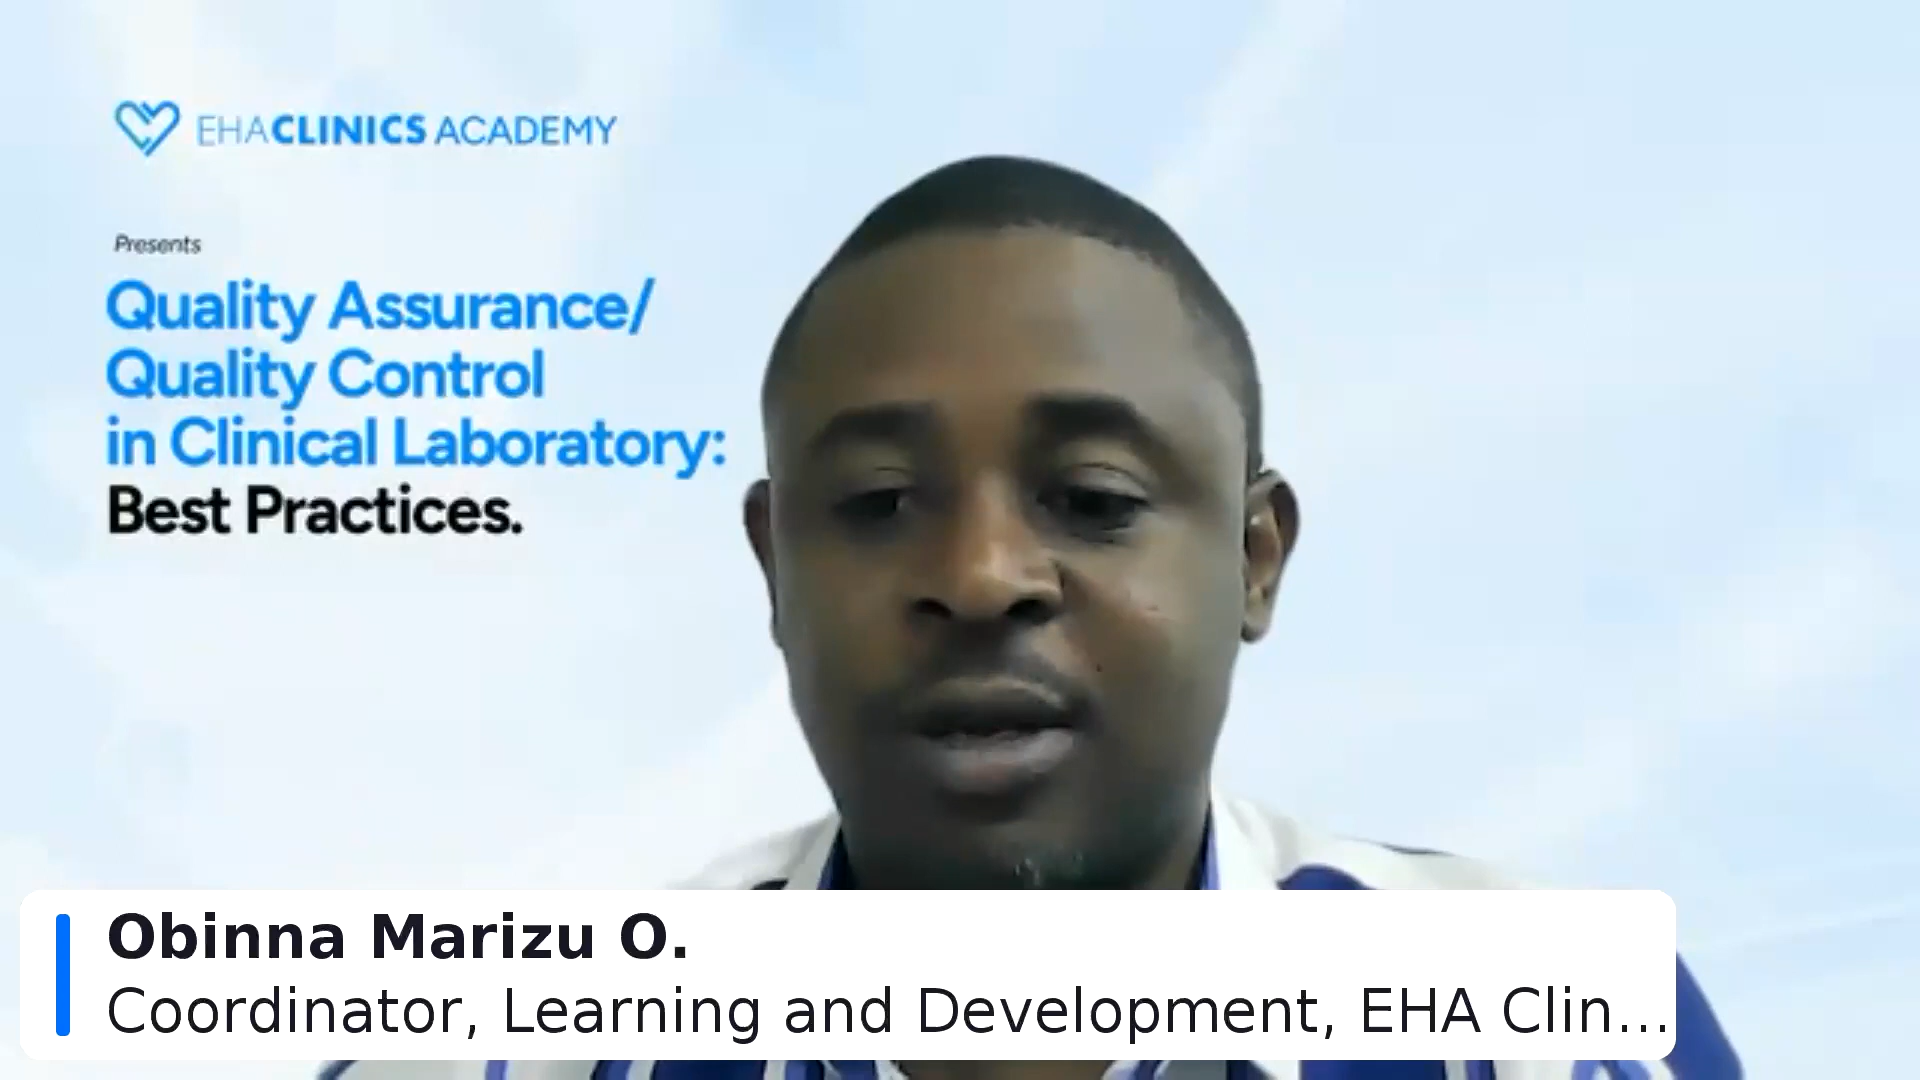 EHACLINICS ACADEMY
Presents
Quality Assurance/
Quality Control
in Clinical Laboratory:
Best Practices.
Obinna Marizu O.
Coordinator, Learning and Development, EHA Clin...